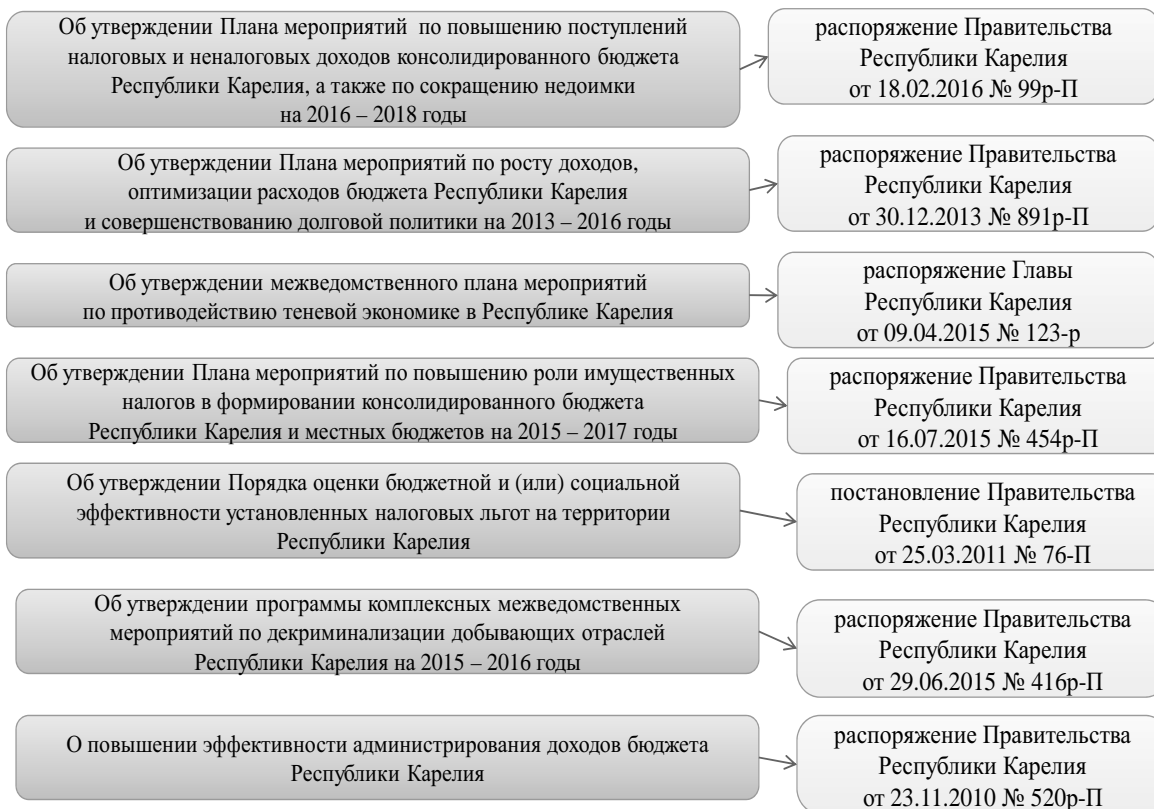 Об утверждении Плана мероприятий по повышению поступлений
налоговых и неналоговых доходов консолидированного бюджета
Республики Карелия, а также по сокращению недоимки
на 2016 – 2018 годы
распоряжение Правительства
Республики Карелия
от 18.02.2016 № 99р-П
Об утверждении Плана мероприятий по росту доходов,
оптимизации расходов бюджета Республики Карелия
и совершенствованию долговой политики на 2013 – 2016 годы
распоряжение Правительства
Республики Карелия
от 30.12.2013 № 891р-П
Об утверждении межведомственного плана мероприятий
по противодействию теневой экономике в Республике Карелия
распоряжение Главы
Республики Карелия
от 09.04.2015 № 123-р
Об утверждении Плана мероприятий по повышению роли имущественных
налогов в формировании консолидированного бюджета
Республики Карелия и местных бюджетов на 2015 – 2017 годы
распоряжение Правительства
Республики Карелия
от 16.07.2015 № 454р-П
Об утверждении Порядка оценки бюджетной и (или) социальной
эффективности установленных налоговых льгот на территории
Республики Карелия
постановление Правительства
Республики Карелия
от 25.03.2011 № 76-П
Об утверждении программы комплексных межведомственных
мероприятий по декриминализации добывающих отраслей
Республики Карелия на 2015 – 2016 годы
распоряжение Правительства
Республики Карелия
от 29.06.2015 № 416р-П
О повышении эффективности администрирования доходов бюджета
Республики Карелия
распоряжение Правительства
Республики Карелия
от 23.11.2010 № 520р-П